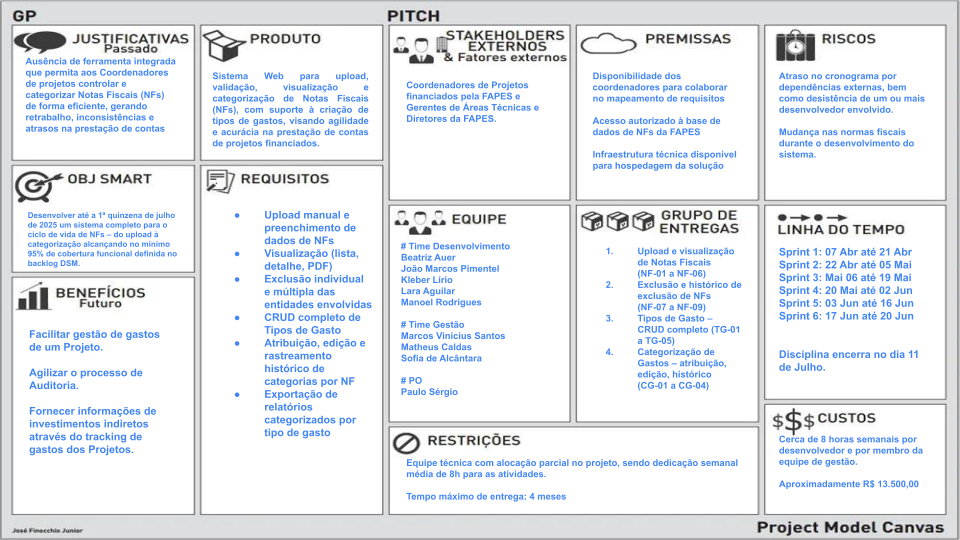 GP
PITCH
JUSTIFICATIVAS
Passado
Ausência de ferramenta integrada
que permita aos Coordenadores
de projetos controlar e
categorizar Notas Fiscais (NFs)
de forma eficiente, gerando
retrabalho, inconsistências e
atrasos na prestação de contas
OBJ SMART
Desenvolver até a 1ª quinzena de julho
de 2025 um sistema completo para o
ciclo de vida de NFs – do upload à
categorização alcançando no mínimo
95% de cobertura funcional definida no
backlog DSM.
BENEFÍCIOS
Futuro
Facilitar gestão de gastos
de um Projeto.
Agilizar o processo de
Auditoria.
Fornecer informações de
investimentos indiretos
através do tracking de
gastos dos Projetos.
PRODUTO
Sistema Web para upload,
validação, visualização e
categorização de Notas Fiscais
(NFs), com suporte à criação de
tipos de gastos, visando agilidade
e acurácia na prestação de contas
de projetos financiados.
REQUISITOS
● Upload manual e
preenchimento de
dados de NFs
● Visualização (lista,
detalhe, PDF)
● Exclusão individual
e múltipla das
entidades envolvidas
● CRUD completo de
Tipos de Gasto
● Atribuição, edição e
rastreamento
histórico de
categorias por NF
● Exportação de
relatórios
categorizados por
tipo de gasto
STAKEHOLDERS
EXTERNOS
& Fatores externos
Coordenadores de Projetos
financiados pela FAPES e
Gerentes de Áreas Técnicas e
Diretores da FAPES.
EQUIPE
# Time Desenvolvimento
Beatriz Auer
João Marcos Pimentel
Kleber Lirio
Lara Aguilar
Manoel Rodrigues
# Time Gestão
Marcos Vinícius Santos
Matheus Caldas
Sofia de Alcântara
# PO
Paulo Sérgio
PREMISSAS
Disponibilidade dos
coordenadores para colaborar
no mapeamento de requisitos
Acesso autorizado à base de
dados de NFs da FAPES
Infraestrutura técnica disponível
para hospedagem da solução
GRUPO DE
ENTREGAS
1. Upload e visualização
de Notas Fiscais
(NF-01 a NF-06)
2. Exclusão e histórico de
exclusão de NFs
(NF-07 a NF-09)
3. Tipos de Gasto –
CRUD completo (TG-01
a TG-05)
4. Categorização de
Gastos – atribuição,
edição, histórico
(CG-01 a CG-04)
RESTRIÇÕES
Equipe técnica com alocação parcial no projeto, sendo dedicação semanal
média de 8h para as atividades.
Tempo máximo de entrega: 4 meses
RISCOS
Atraso no cronograma por
dependências externas, bem
como desistência de um ou mais
desenvolvedor envolvido.
Mudança nas normas fiscais
durante o desenvolvimento do
sistema.
LINHA DO TEMPO
Sprint 1: 07 Abr até 21 Abr
Sprint 2: 22 Abr até 05 Mai
Sprint 3: Mai 06 até 19 Mai
Sprint 4: 20 Mai até 02 Jun
Sprint 5: 03 Jun até 16 Jun
Sprint 6: 17 Jun até 20 Jun
Disciplina encerra no dia 11
de Julho.
$$$ CUSTOS
Cerca de 8 horas semanais por
desenvolvedor e por membro da
equipe de gestão.
Aproximadamente R$ 13.500,00
José Finocchio Junior
Project Model Canvas